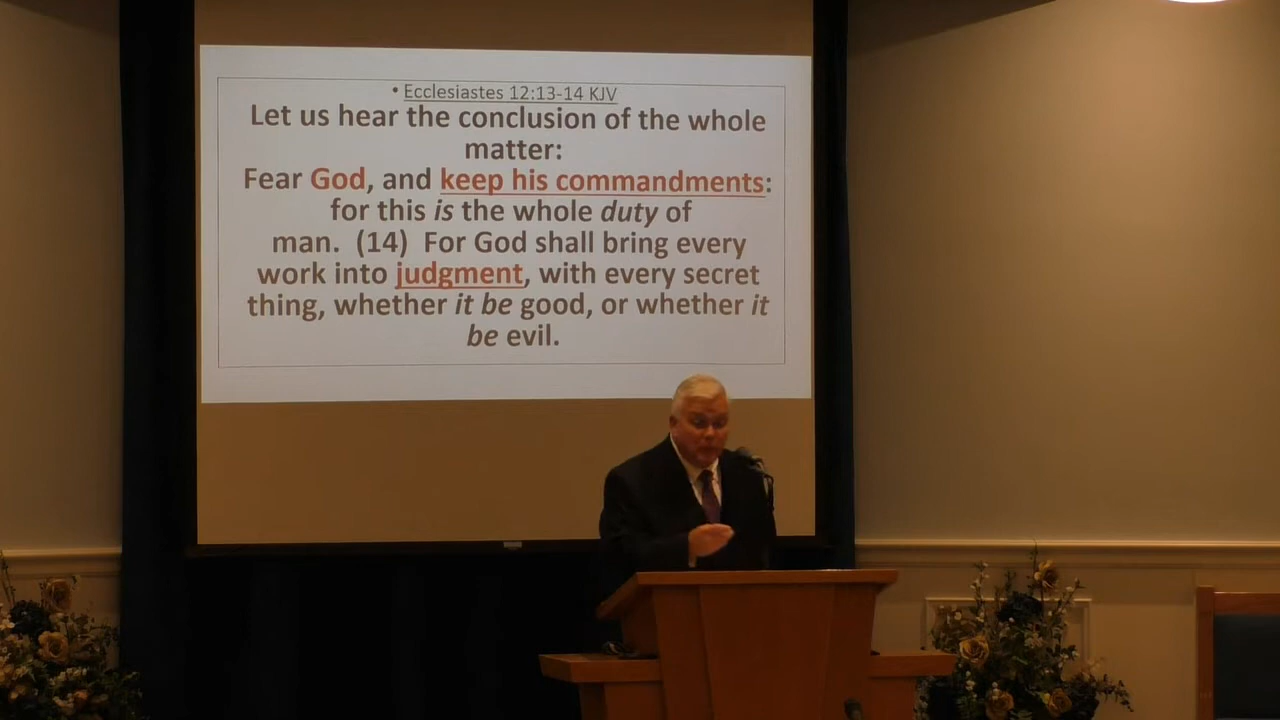 • Ecclesiastes 12:13-14 KJV
Let us hear the conclusion of the whole
matter:
Fear God, and keep his commandments:
for this is the whole duty of
man. (14) For God shall bring every
work into judgment, with every secret
thing, whether it be good, or whether it
be evil.